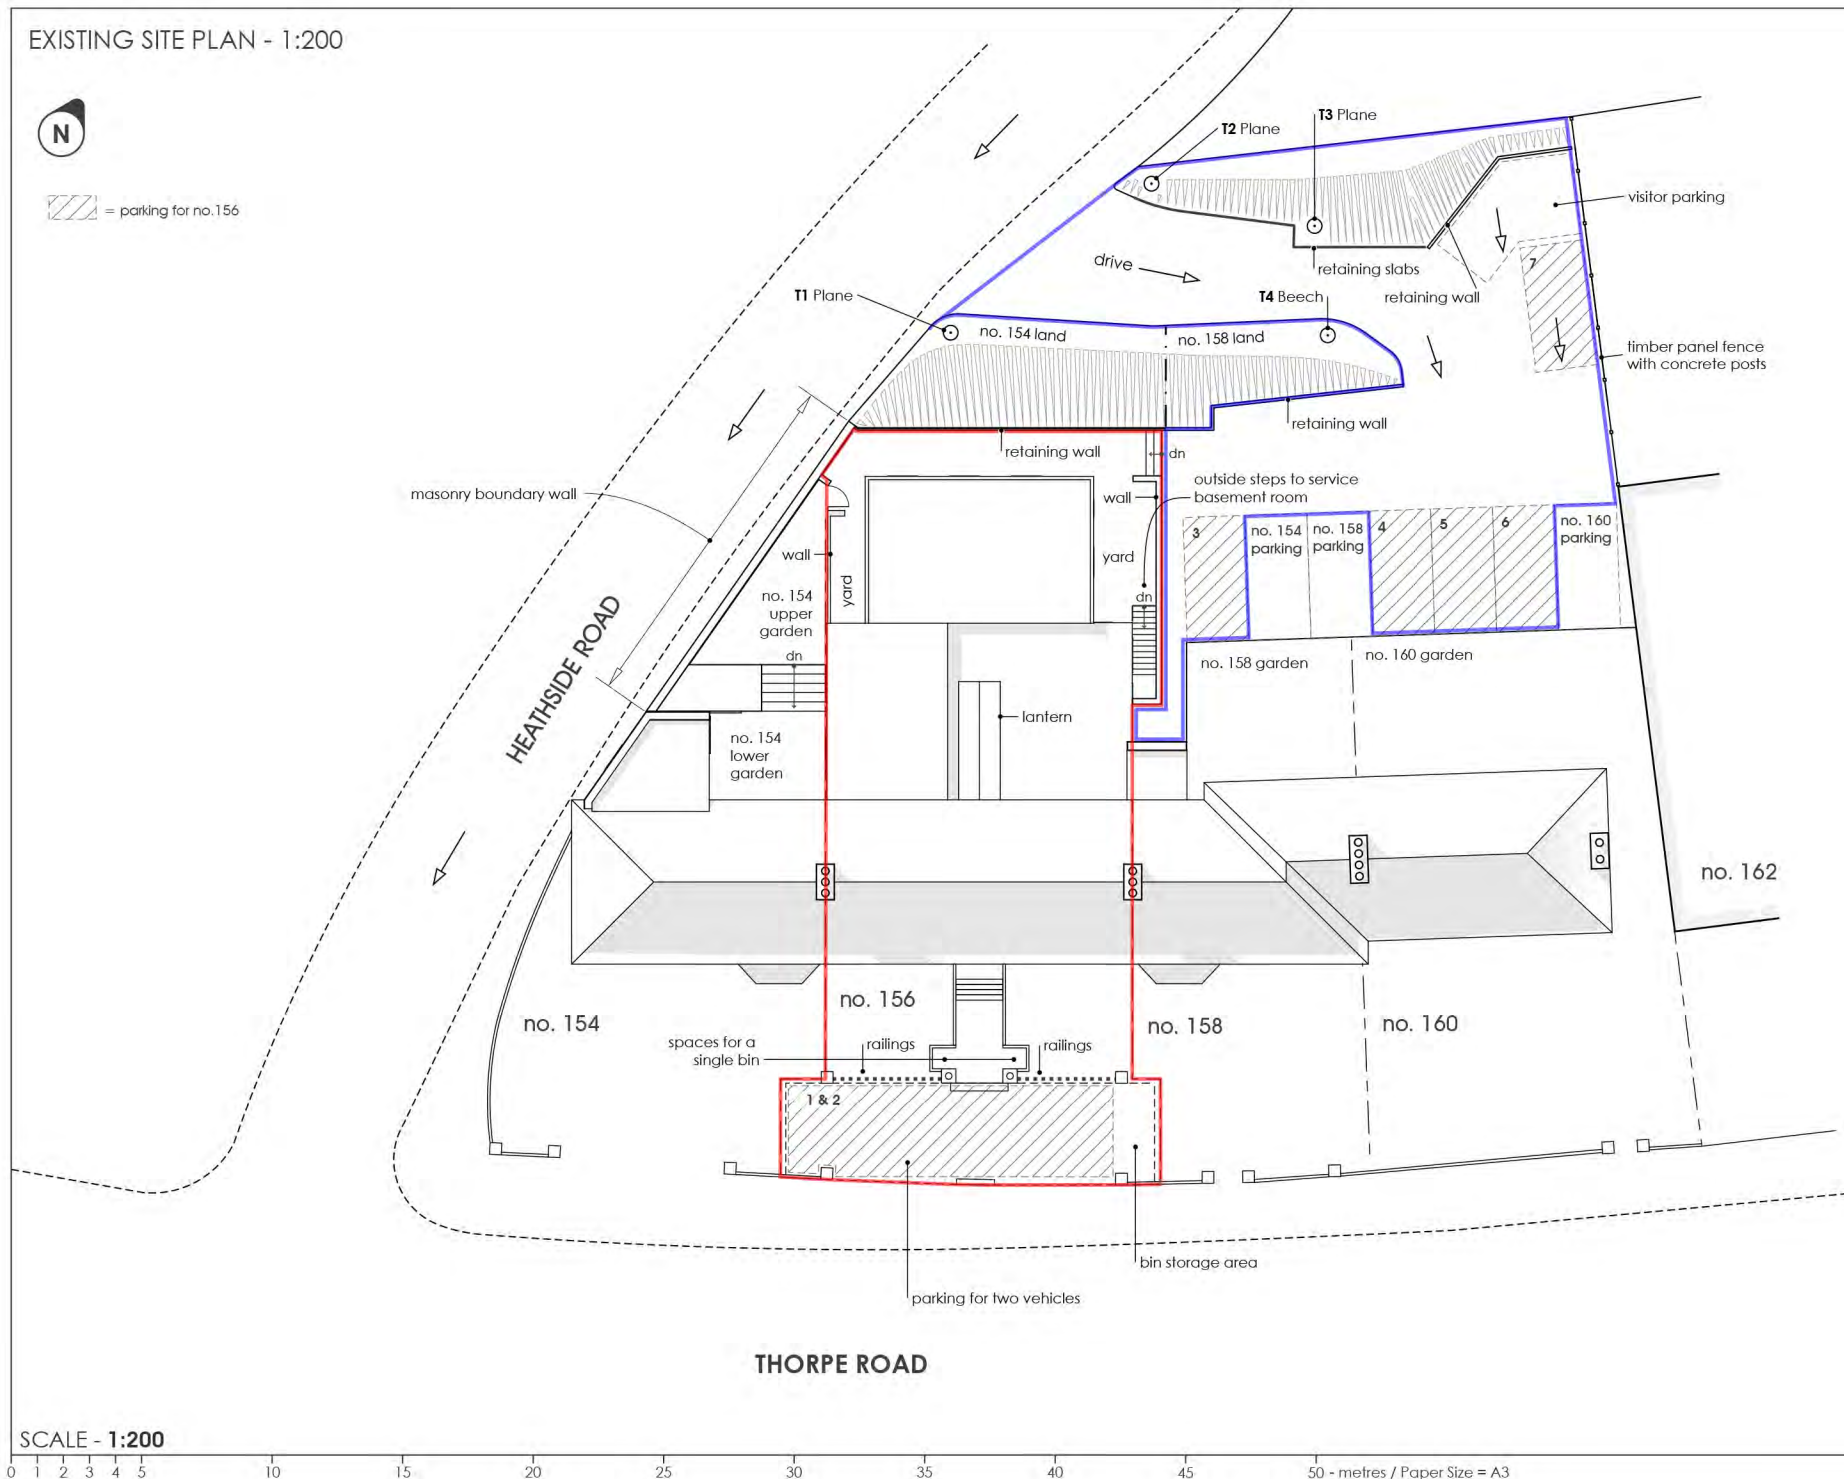 EXISTING SITE PLAN - 1:200
N
= parking for no.156
T3 Plane
T2 Plane
visitor parking
drive
retaining slabs
7
T1 Plane
T4 Beech
retaining wall
no. 154 land
no. 158 land
timber panel fence
with concrete posts
retaining wall
retaining wall
dn
masonry boundary wall
wall
outside steps to service
basement room
3
no. 154
parking
no. 158
parking
4
5
6
no. 160
parking
wall
yard
yard
dn
no. 154
upper
garden
HEATHSIDE ROAD
dn
no. 158 garden
no. 160 garden
lantern
no. 154
lower
garden
no. 162
no. 154
no. 156
no. 158
no. 160
spaces for a
single bin
railings
railings
1 & 2
bin storage area
parking for two vehicles
THORPE ROAD
SCALE - 1:200
0 1 2 3 4 5 10 15 20 25 30 35 40 45 50 - metres / Paper Size = A3